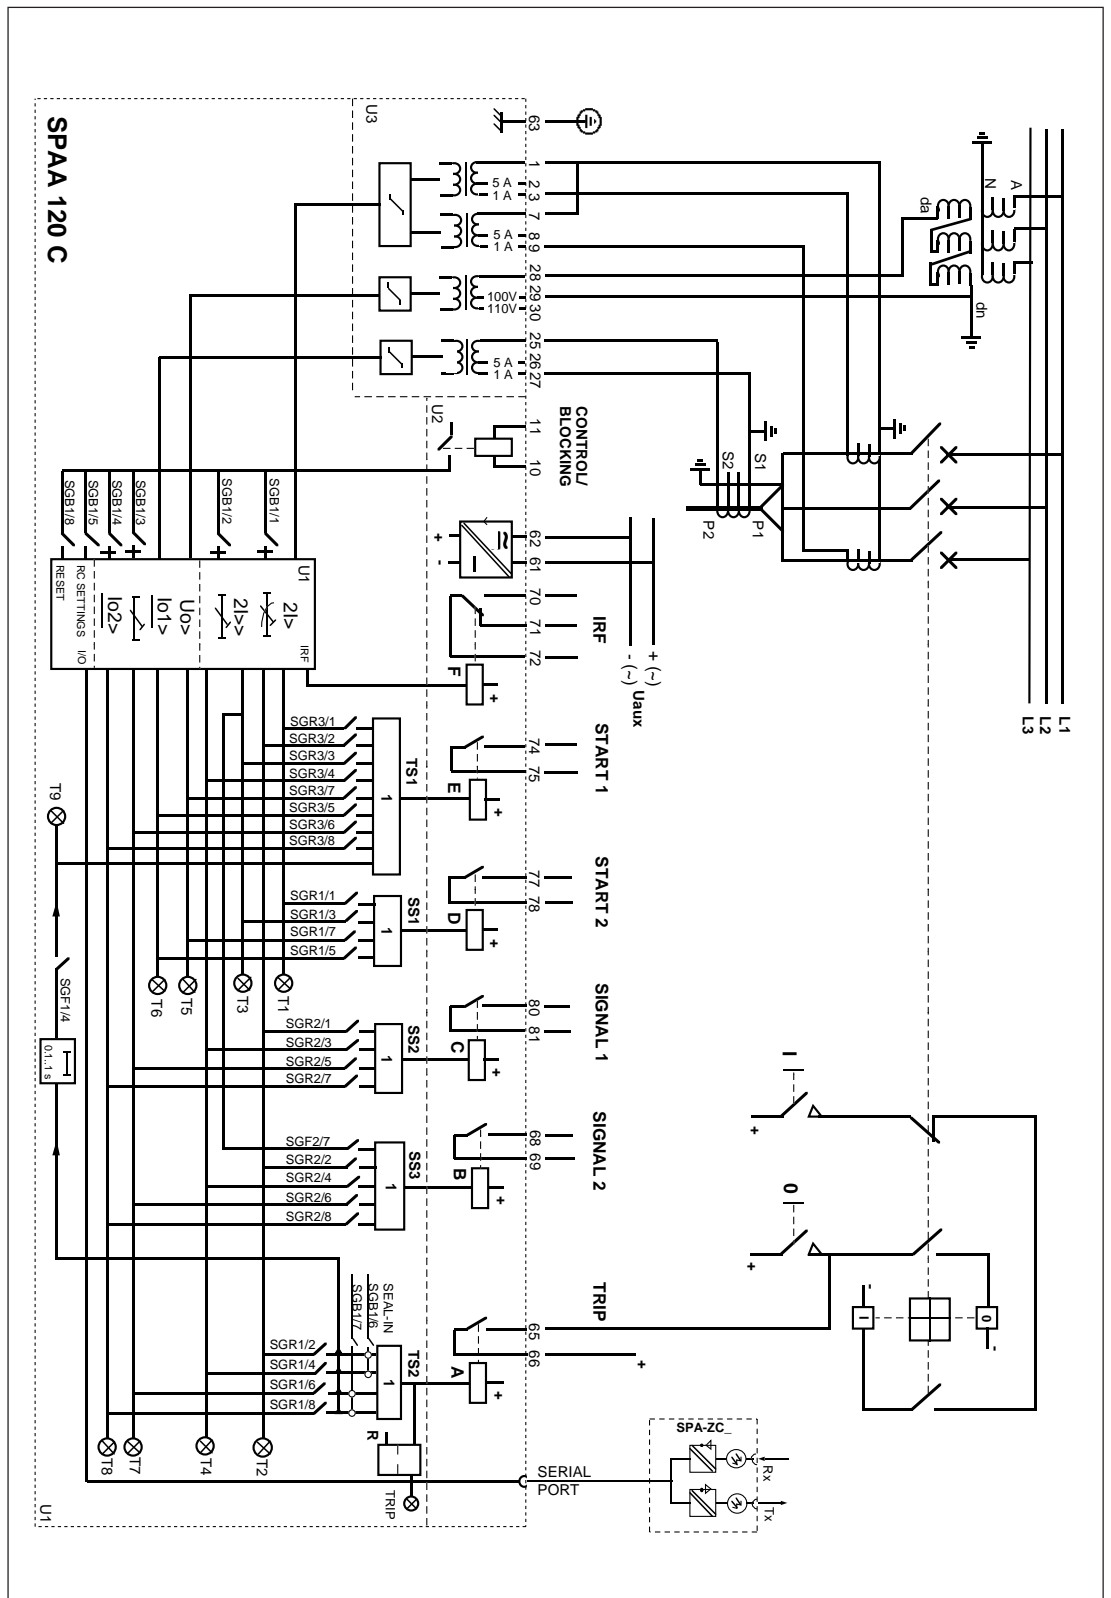 SPAA 120 C
U3
63
1
2
3
7
8
9
28
29
30
25
26
27
5 A
1 A
5 A
1 A
100V
110V
5 A
1 A
A
N
da
dn
L1
L2
L3
S1
S2
P1
P2
CONTROL/
BLOCKING
11
10
U2
62
61
+
-
+ (~)
- (~)
Uaux
IRF
70
71
72
F
+
START 1
74
75
E
+
START 2
77
78
D
+
SIGNAL 1
80
81
C
+
SIGNAL 2
68
69
B
+
TRIP
65
66
A
+
+
I
+
0
+
0
-
I
-
SGB1/8
SGB1/5
SGB1/4
SGB1/3
SGB1/2
SGB1/1
U1
IRF
2I>
2I>>
Uo>
Io1>
Io2>
I/O
RC SETTINGS
RESET
SGR3/1
SGR3/2
SGR3/3
SGR3/4
SGR3/7
SGR3/5
SGR3/6
SGR3/8
TS1
1
T9
SGF1/4
0.1..1 s
SGR1/1
SGR1/3
SGR1/7
SGR1/5
SS1
1
T1
T3
T5
T6
SGR2/1
SGR2/3
SGR2/5
SGR2/7
SS2
1
SGF2/7
SGR2/2
SGR2/4
SGR2/6
SGR2/8
SS3
1
SEAL-IN
SGB1/6
SGB1/7
SGR1/2
SGR1/4
SGR1/6
SGR1/8
TS2
1
R
TRIP
T2
T4
T7
T8
U1
SERIAL
PORT
SPA-ZC_
Rx
Tx